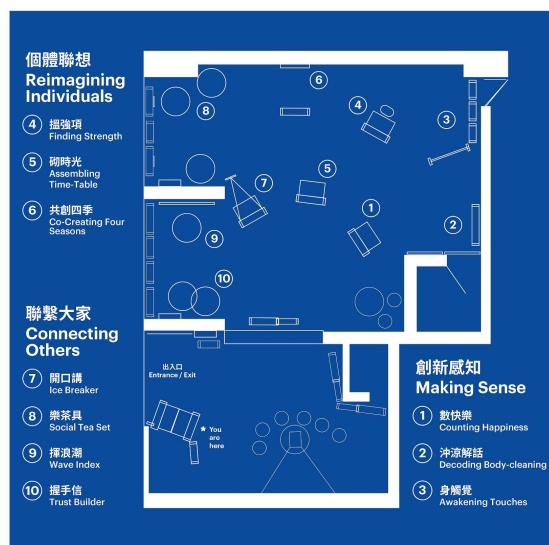 個體聯想
Reimagining
Individuals
4 搵強項
Finding Strength
5 砌時光
Assembling
Time-Table
6 共創四季
Co-Creating Four
Seasons
聯繫大家
Connecting
Others
7 開口講
Ice Breaker
8 樂茶具
Social Tea Set
9 揮浪潮
Wave Index
10 握手信
Trust Builder
6
8
4
3
5
7
1
2
9
10
出入口
Entrance / Exit
★ You
are
here
創新感知
Making Sense
1 數快樂
Counting Happiness
2 沖涼解話
Decoding Body-cleaning
3 身觸覺
Awakening Touches